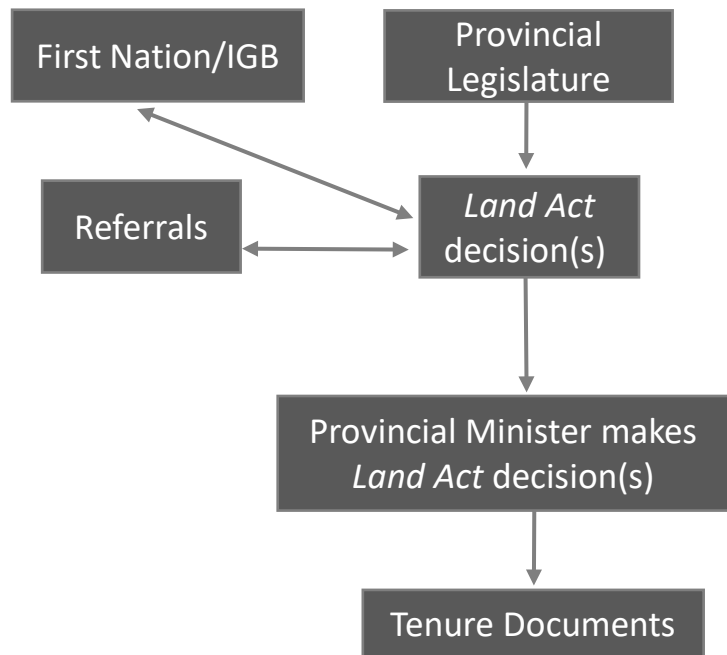 First Nation/IGB
Provincial
Legislature
Referrals
Land Act
decision(s)
Provincial Minister makes
Land Act decision(s)
Tenure Documents